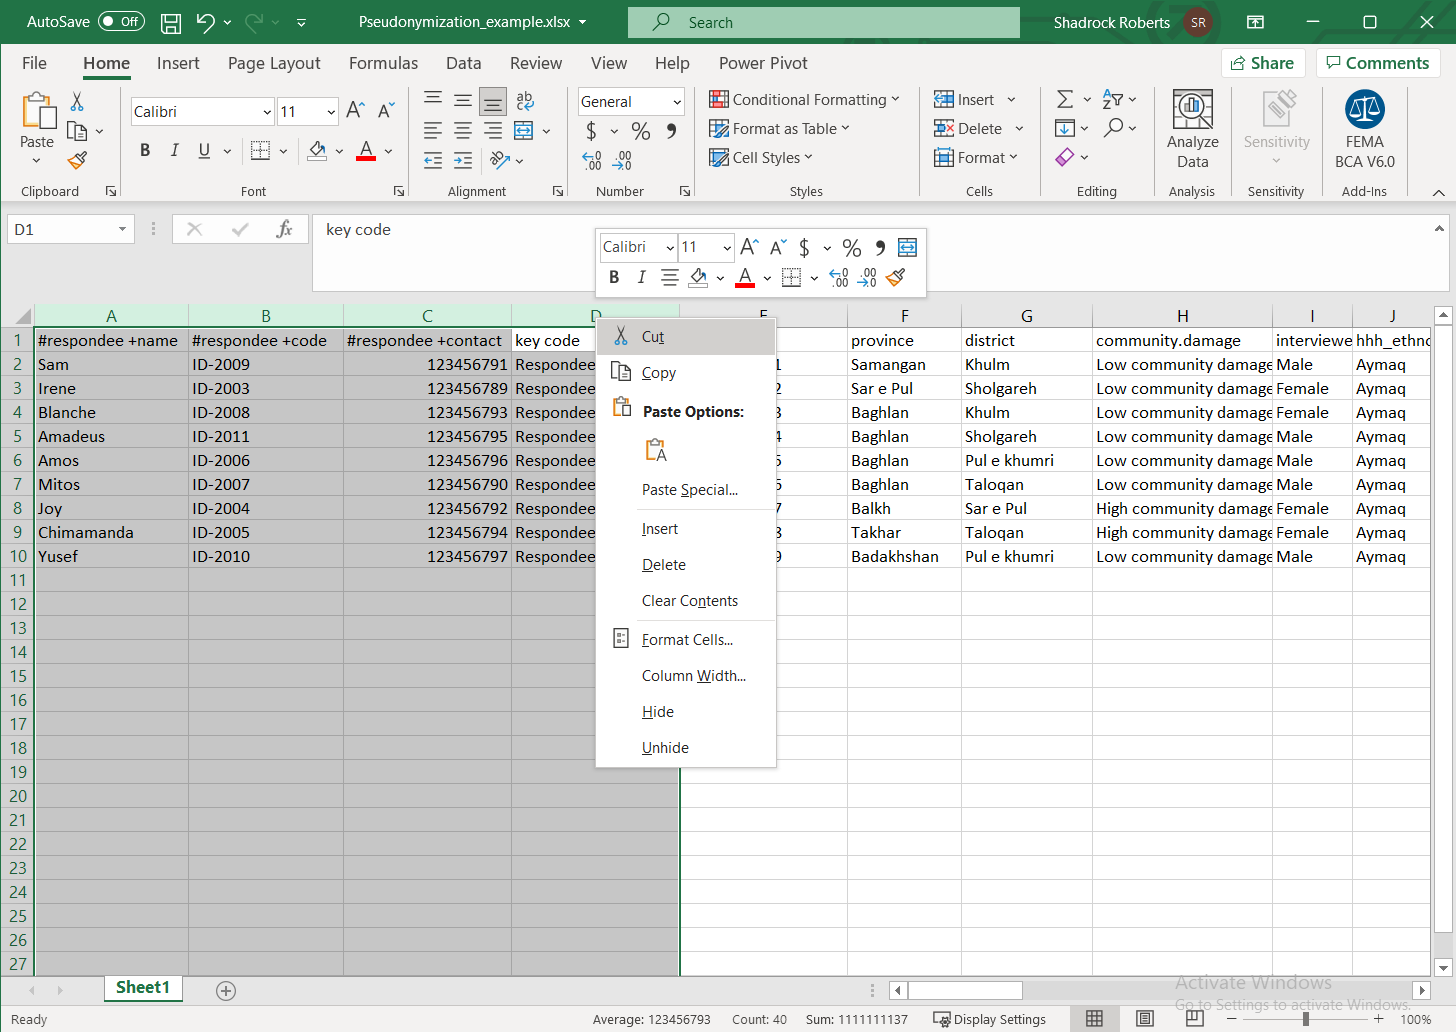 AutoSave Off Pseudonymization_example.xlsx Search Shadrock Roberts SR
File Home Insert Page Layout Formulas Data Review View Help Power Pivot Share Comments
Paste
Clipboard
Calibri 11
B I U A
Font
ab
Alignment
General
$ % 9
Number
Conditional Formatting
Format as Table
Cell Styles
Styles
Insert
Delete
Format
Cells
Editing
Analyze
Data
Analysis
Sensitivity
Sensitivity
FEMA
BCA V6.0
Add-Ins
D1 fx key code
Calibri 11 A A $ %
B I A
A B C D F G H I J
1 #respondee +name #respondee +code #respondee +contact key code province district community.damage interviewe hhh_ethno
2 Sam ID-2009 123456791 Respondee 1 Samangan Khulm Low community damage Male Aymaq
3 Irene ID-2003 123456789 Respondee 2 Sar e Pul Sholgareh Low community damage Female Aymaq
4 Blanche ID-2008 123456793 Respondee 3 Baghlan Khulm Low community damage Female Aymaq
5 Amadeus ID-2011 123456795 Respondee 4 Baghlan Sholgareh Low community damage Male Aymaq
6 Amos ID-2006 123456796 Respondee 5 Baghlan Pul e khumri Low community damage Male Aymaq
7 Mitos ID-2007 123456790 Respondee 6 Baghlan Taloqan Low community damage Male Aymaq
8 Joy ID-2004 123456792 Respondee 7 Balkh Sar e Pul High community damage Female Aymaq
9 Chimamanda ID-2005 123456794 Respondee 8 Takhar Taloqan High community damage Female Aymaq
10 Yusef ID-2010 123456797 Respondee 9 Badakhshan Pul e khumri Low community damage Male Aymaq
11
12
13
14
15
16
17
18
19
20
21
22
23
24
25
26
27
Cut
Copy
Paste Options:
Paste Special...
Insert
Delete
Clear Contents
Format Cells...
Column Width...
Hide
Unhide
Sheet1
Activate Windows
Go to Settings to activate Windows.
Ready Average: 123456793 Count: 40 Sum: 1111111137 Display Settings 100%